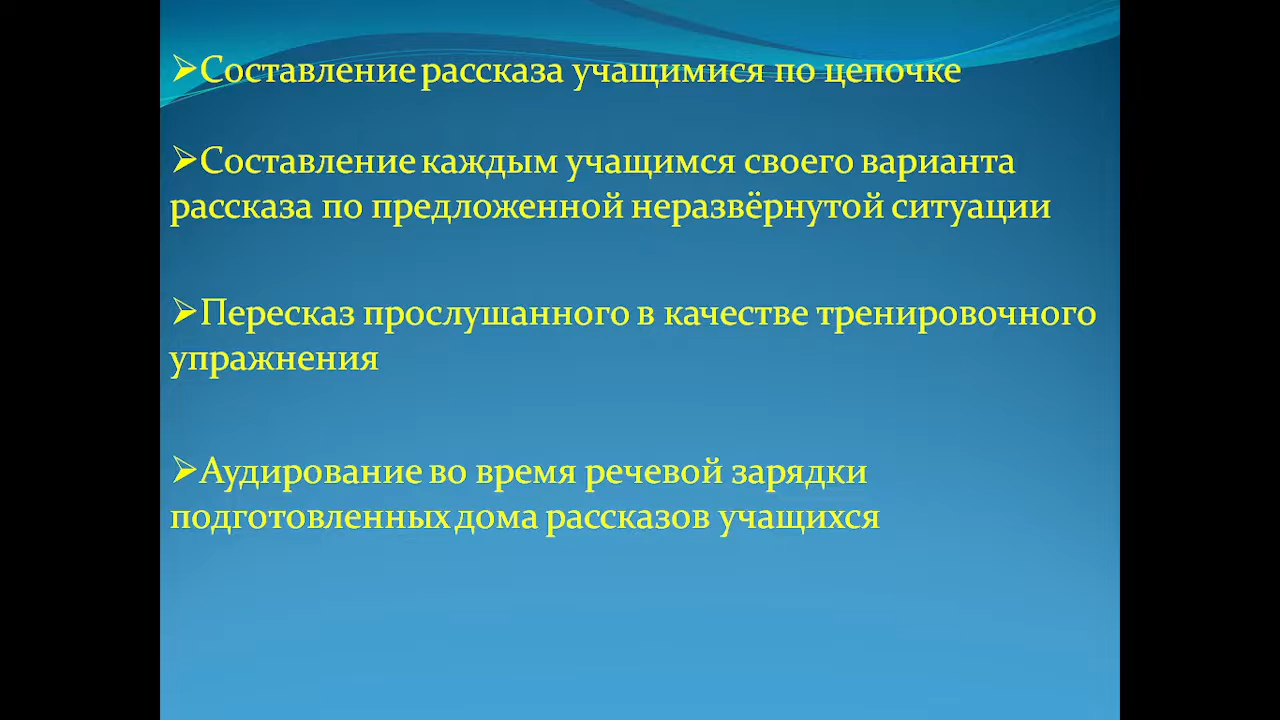 ➢Составление рассказа учащимися по цепочке
➢Составление каждым учащимся своего варианта
рассказа по предложенной неразвёрнутой ситуации
➢Пересказ прослушанного в качестве тренировочного
упражнения
➢Аудирование во время речевой зарядки
подготовленных дома рассказов учащихся